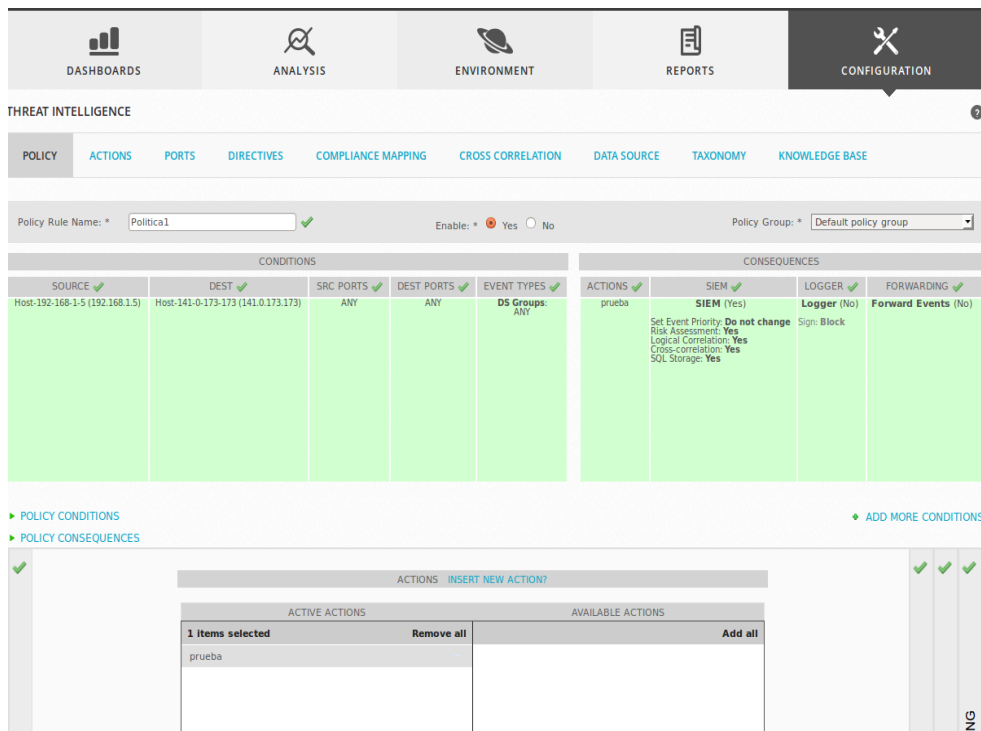 DASHBOARDS
ANALYSIS
ENVIRONMENT
REPORTS
CONFIGURATION
THREAT INTELLIGENCE
?
POLICY
ACTIONS
PORTS
DIRECTIVES
COMPLIANCE MAPPING
CROSS CORRELATION
DATA SOURCE
TAXONOMY
KNOWLEDGE BASE
Policy Rule Name: * Politica1
Enable: * Yes No
Policy Group: * Default policy group
CONDITIONS
SOURCE
DEST
SRC PORTS
DEST PORTS
EVENT TYPES
Host-192-168-1-5 (192.168.1.5)
Host-141-0-173-173 (141.0.173.173)
ANY
ANY
DS Groups:
ANY
CONSEQUENCES
ACTIONS
SIEM
LOGGER
FORWARDING
prueba
SIEM (Yes)
Set Event Priority: Do not change
Risk Assessment: Yes
Logical Correlation: Yes
Cross-correlation: Yes
SQL Storage: Yes
Logger (No)
Sign: Block
Forward Events (No)
POLICY CONDITIONS
ADD MORE CONDITIONS
POLICY CONSEQUENCES
ACTIONS INSERT NEW ACTION?
ACTIVE ACTIONS
AVAILABLE ACTIONS
1 items selected
Remove all
Add all
prueba
NG